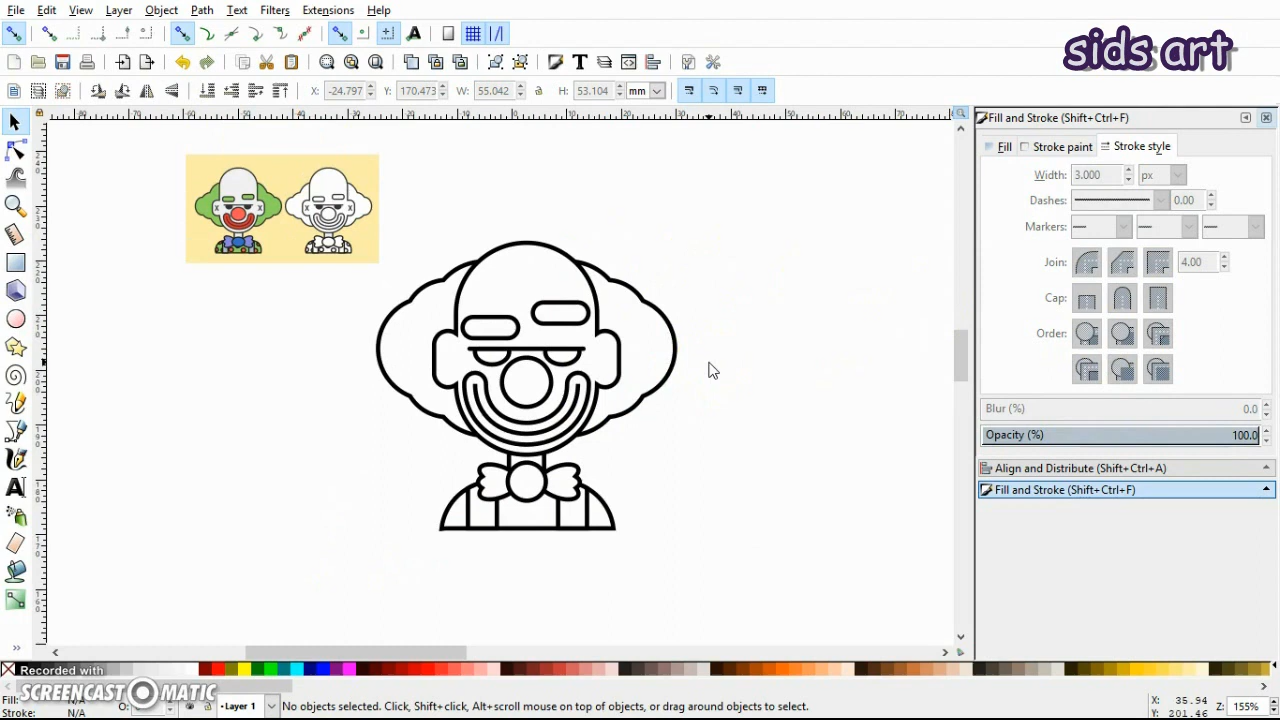 File Edit View Layer Object Path Text Filters Extensions Help
sids art
X: -24.797 Y: 170.473 W: 55.042 H: 53.104 mm
Fill and Stroke (Shift+Ctrl+F)
Fill Stroke paint Stroke style
Width: 3.000 px
Dashes: 0.00
Markers:
Join: 4.00
Cap:
Order:
Blur (%) 0.0
Opacity (%) 100.0
Align and Distribute (Shift+Ctrl+A)
Fill and Stroke (Shift+Ctrl+F)
Recorded with
SCREENCAST MATIC
Fill: N/A
Stroke: N/A
O:
Layer 1
No objects selected. Click, Shift+click, Alt+scroll mouse on top of objects, or drag around objects to select.
X: 35.94
Y: 201.46
Z: 155%